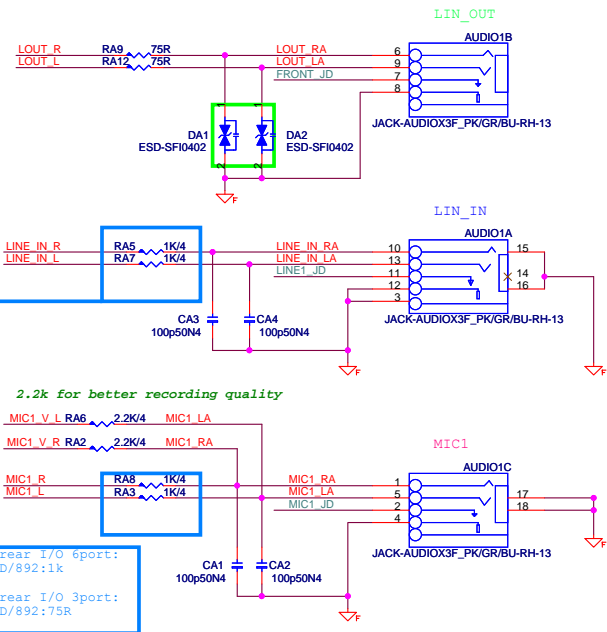 LIN_OUT
AUDIO1B
LOUT_R RA9 75R LOUT_RA 6
LOUT_L RA12 75R LOUT_LA 9
FRONT_JD 7
8
1 1
DA1 DA2
ESD-SFI0402 ESD-SFI0402
2 2
JACK-AUDIOX3F_PK/GR/BU-RH-13
F
LIN_IN
AUDIO1A
LINE_IN_R RA5 1K/4 LINE_IN_RA 10 15
LINE_IN_L RA7 1K/4 LINE_IN_LA 13
LINE1_JD 11 14
12 16
3
CA3 CA4
100p50N4 100p50N4
JACK-AUDIOX3F_PK/GR/BU-RH-13
F F
2.2k for better recording quality
MIC1_V_L RA6 2.2K/4 MIC1_LA
MIC1_V_R RA2 2.2K/4 MIC1_RA
MIC1
AUDIO1C
MIC1_R RA8 1K/4 MIC1_RA 1
MIC1_L RA3 1K/4 MIC1_LA 5 17
MIC1_JD 2 18
4
F
JACK-AUDIOX3F_PK/GR/BU-RH-13
rear I/O 6port:
D/892:1k
rear I/O 3port:
D/892:75R
CA1 CA2
100p50N4 100p50N4
F